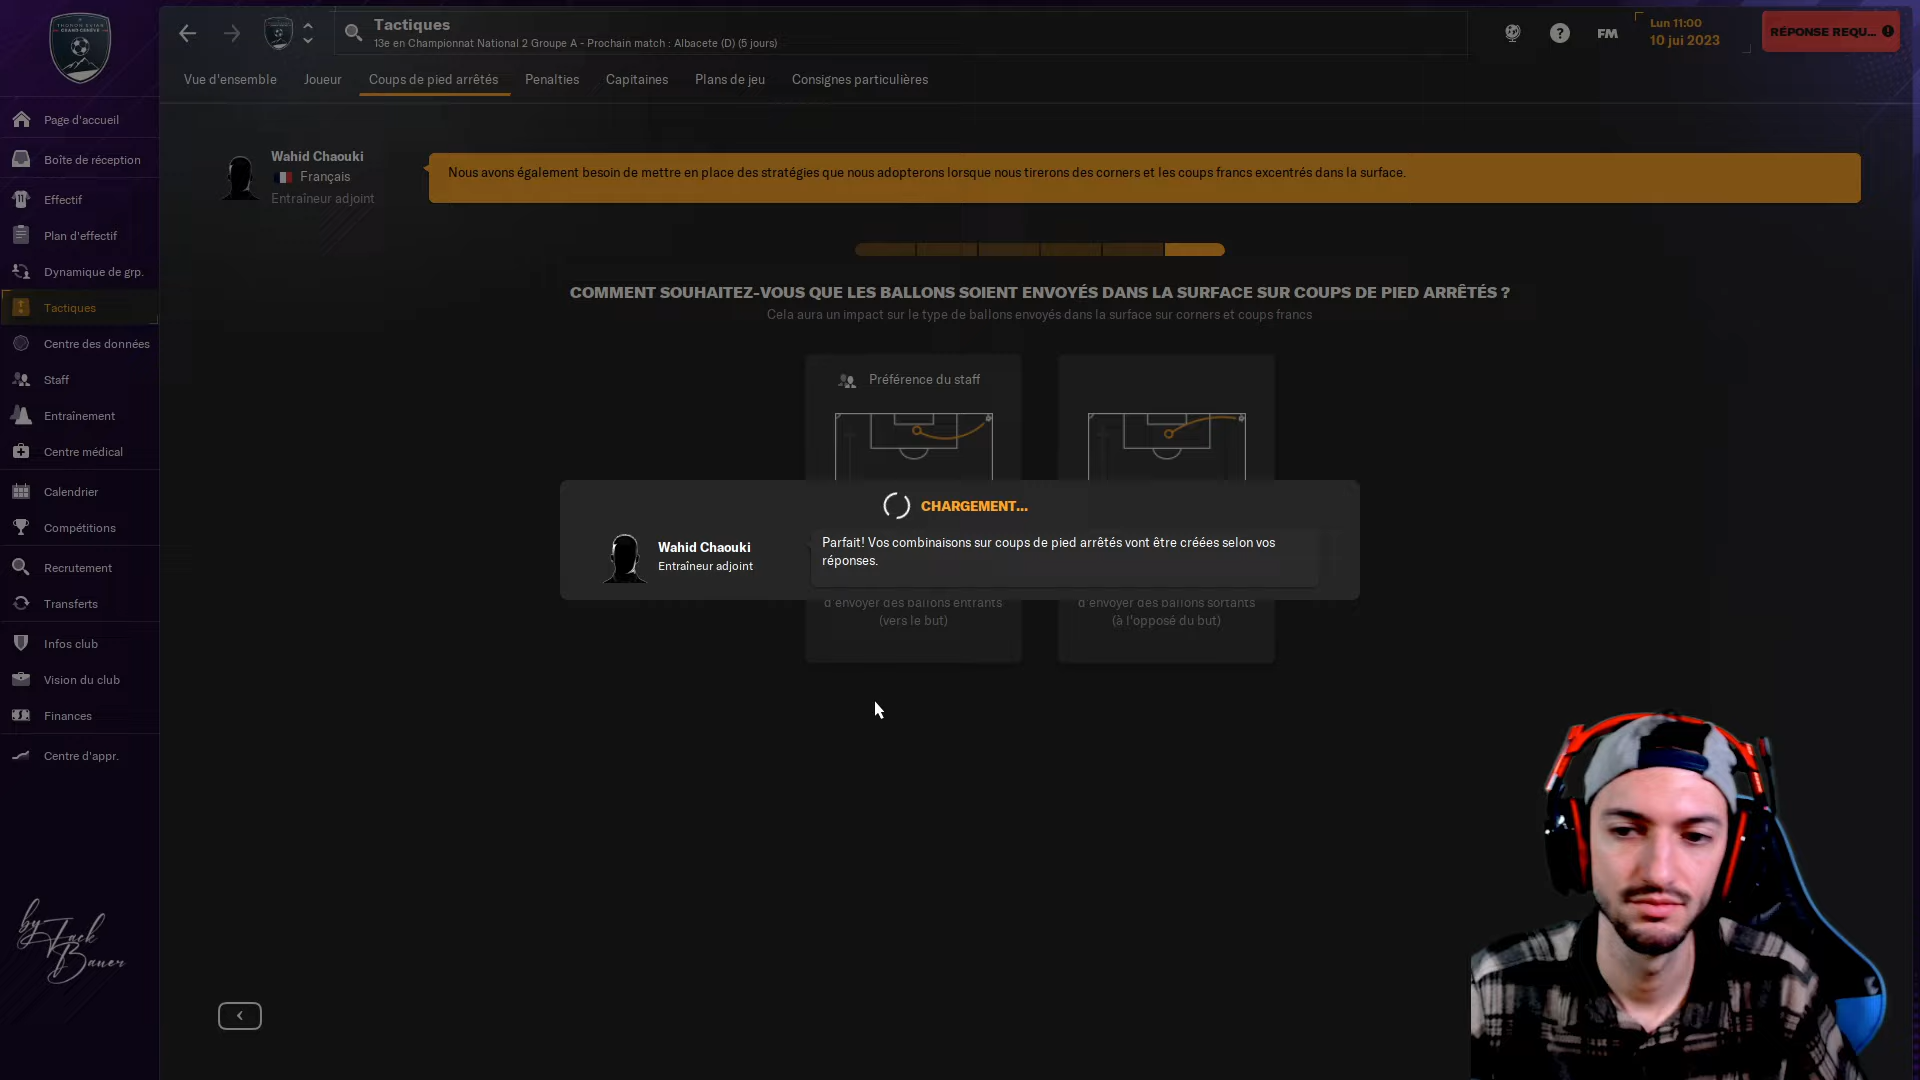 Tactiques
13e en Championnat National 2 Groupe A - Prochain match : Albacete (D) (5 jours)
FM
Lun 11:00
10 jui 2023
RÉPONSE REQU...
Vue d'ensemble
Joueur
Coups de pied arrêtés
Penalties
Capitaines
Plans de jeu
Consignes particulières
Page d'accueil
Boîte de réception
Effectif
Plan d'effectif
Dynamique de grp.
Tactiques
Centre des données
Staff
Entraînement
Centre médical
Calendrier
Compétitions
Recrutement
Transferts
Infos club
Vision du club
Finances
Centre d'appr.
by Jack Bauer
Wahid Chaouki
Français
Entraîneur adjoint
Nous avons également besoin de mettre en place des stratégies que nous adopterons lorsque nous tirerons des corners et les coups francs excentrés dans la surface.
COMMENT SOUHAITEZ-VOUS QUE LES BALLONS SOIENT ENVOYÉS DANS LA SURFACE SUR COUPS DE PIED ARRÊTÉS ?
Cela aura un impact sur le type de ballons envoyés dans la surface sur corners et coups francs
Préférence du staff
CHARGEMENT...
Wahid Chaouki
Entraîneur adjoint
Parfait! Vos combinaisons sur coups de pied arrêtés vont être créées selon vos
réponses.
d'envoyer des ballons entrants
(vers le but)
d'envoyer des ballons sortants
(à l'opposé du but)